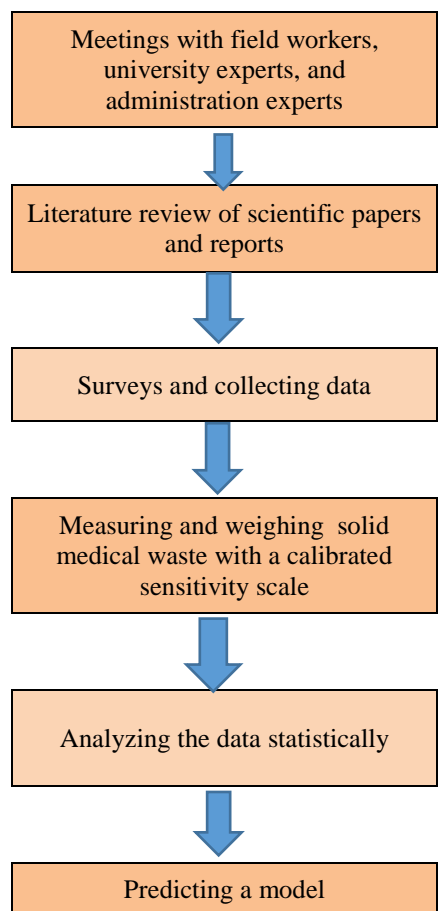 Meetings with field workers,
university experts, and
administration experts
Literature review of scientific papers
and reports
Surveys and collecting data
Measuring and weighing  solid
medical waste with a calibrated
sensitivity scale
Analyzing the data statistically
Predicting a model